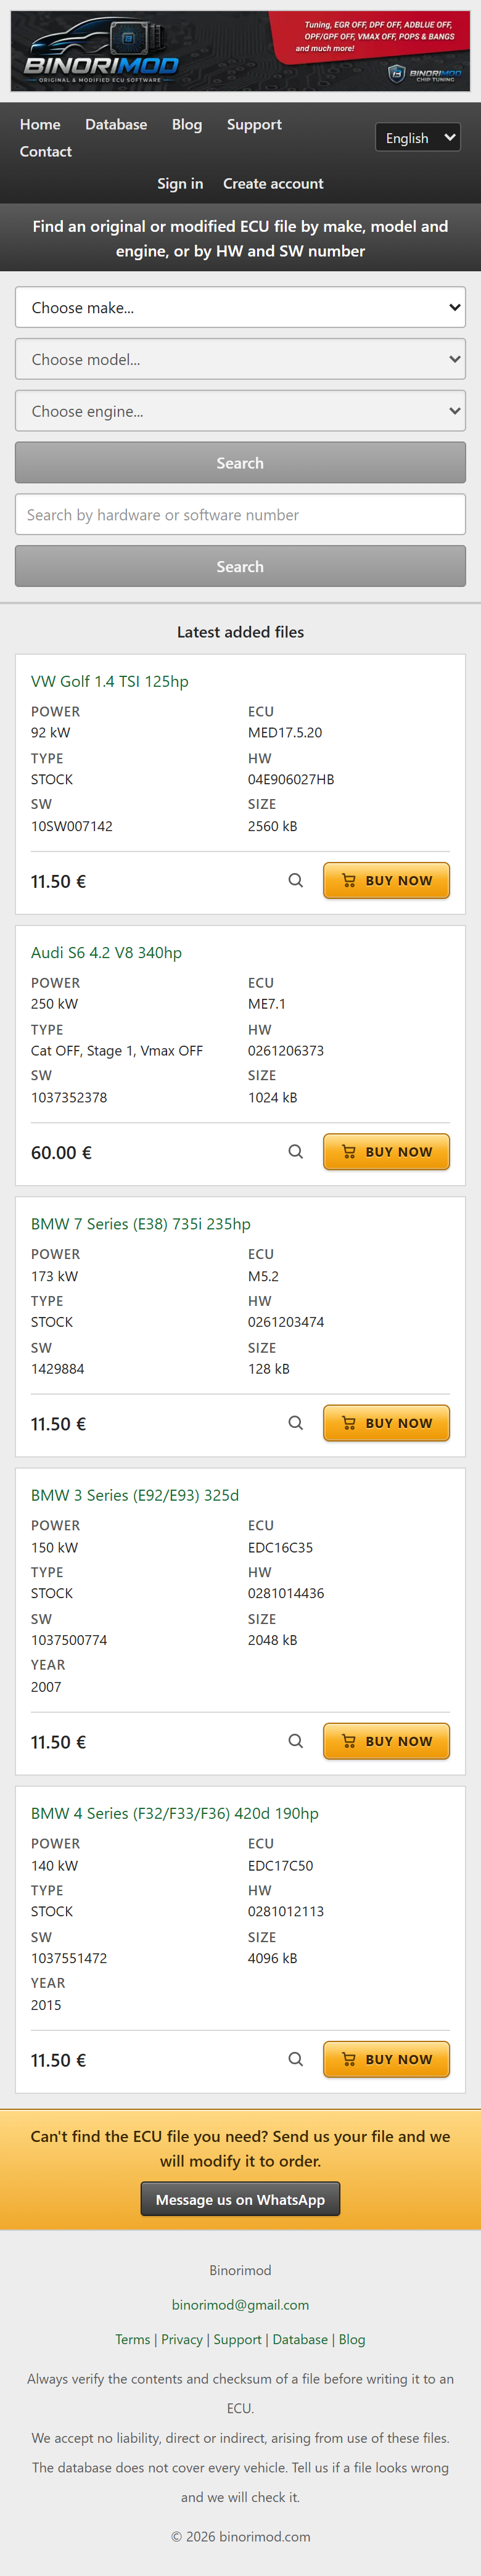 Tuning, EGR OFF, DPF OFF, ADBLUE OFF,
OPF/GPF OFF, VMAX OFF, POPS & BANGS
and much more!
BINORIMOD
ORIGINAL & MODIFIED ECU SOFTWARE
BINORIMOD
CHIP TUNING
Home Database Blog Support
Contact
English
Sign in Create account
Find an original or modified ECU file by make, model and
engine, or by HW and SW number
Choose make...
Choose model...
Choose engine...
Search
Search by hardware or software number
Search
Latest added files
VW Golf 1.4 TSI 125hp
POWER ECU
92 kW MED17.5.20
TYPE HW
STOCK 04E906027HB
SW SIZE
10SW007142 2560 kB
11.50 € BUY NOW
Audi S6 4.2 V8 340hp
POWER ECU
250 kW ME7.1
TYPE HW
Cat OFF, Stage 1, Vmax OFF 0261206373
SW SIZE
1037352378 1024 kB
60.00 € BUY NOW
BMW 7 Series (E38) 735i 235hp
POWER ECU
173 kW M5.2
TYPE HW
STOCK 0261203474
SW SIZE
1429884 128 kB
11.50 € BUY NOW
BMW 3 Series (E92/E93) 325d
POWER ECU
150 kW EDC16C35
TYPE HW
STOCK 0281014436
SW SIZE
1037500774 2048 kB
YEAR
2007
11.50 € BUY NOW
BMW 4 Series (F32/F33/F36) 420d 190hp
POWER ECU
140 kW EDC17C50
TYPE HW
STOCK 0281012113
SW SIZE
1037551472 4096 kB
YEAR
2015
11.50 € BUY NOW
Can't find the ECU file you need? Send us your file and we
will modify it to order.
Message us on WhatsApp
Binorimod
binorimod@gmail.com
Terms | Privacy | Support | Database | Blog
Always verify the contents and checksum of a file before writing it to an
ECU.
We accept no liability, direct or indirect, arising from use of these files.
The database does not cover every vehicle. Tell us if a file looks wrong
and we will check it.
© 2026 binorimod.com